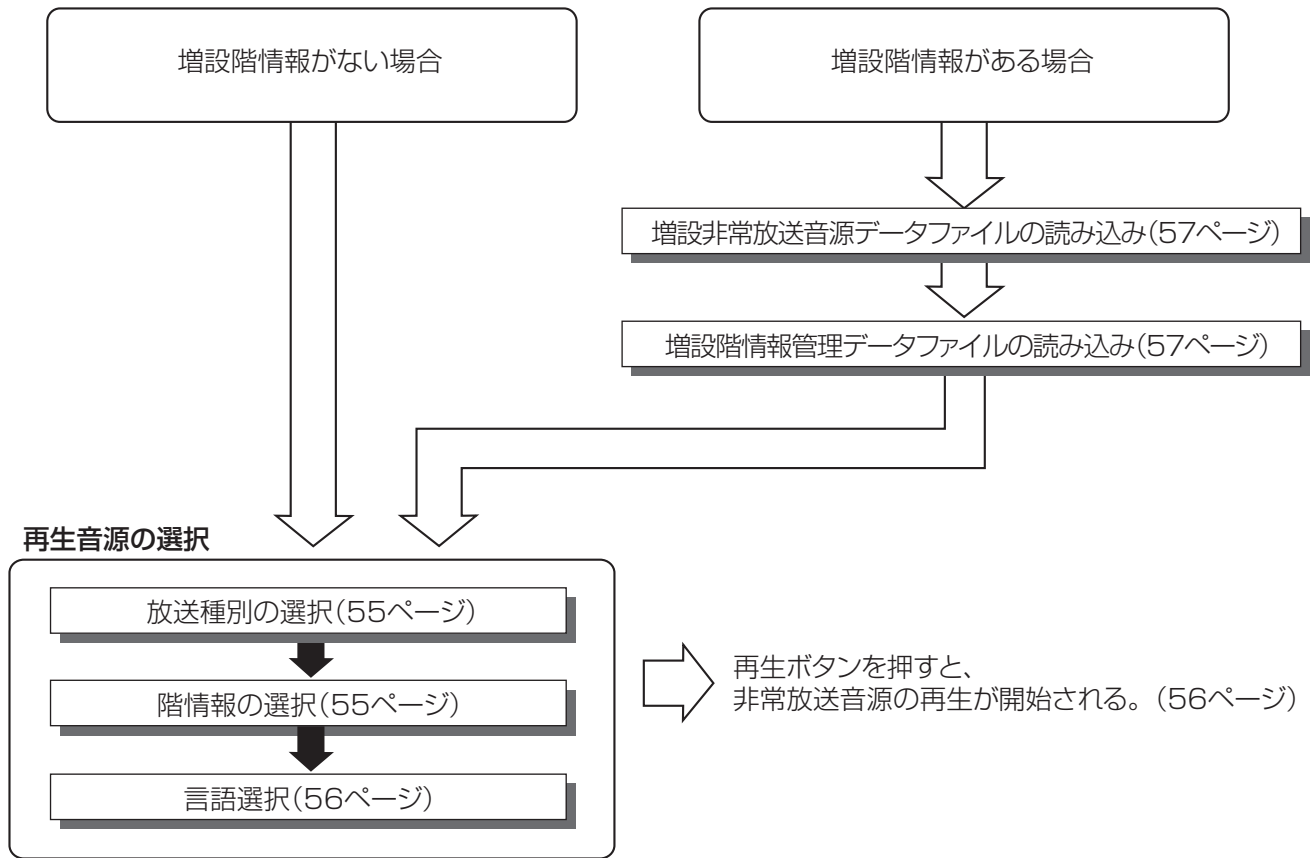 増設階情報がない場合
増設階情報がある場合
増設非常放送音源データファイルの読み込み（57ページ）
増設階情報管理データファイルの読み込み（57ページ）
再生音源の選択
放送種別の選択（55ページ）
階情報の選択（55ページ）
言語選択（56ページ）
再生ボタンを押すと、
非常放送音源の再生が開始される。（56ページ）